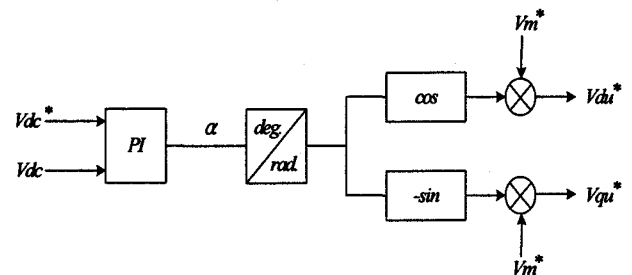 Vm*
Vdc*
Vdc
PI
α
deg.
rad.
cos
-sin
Vdu*
Vqu*
Vm*